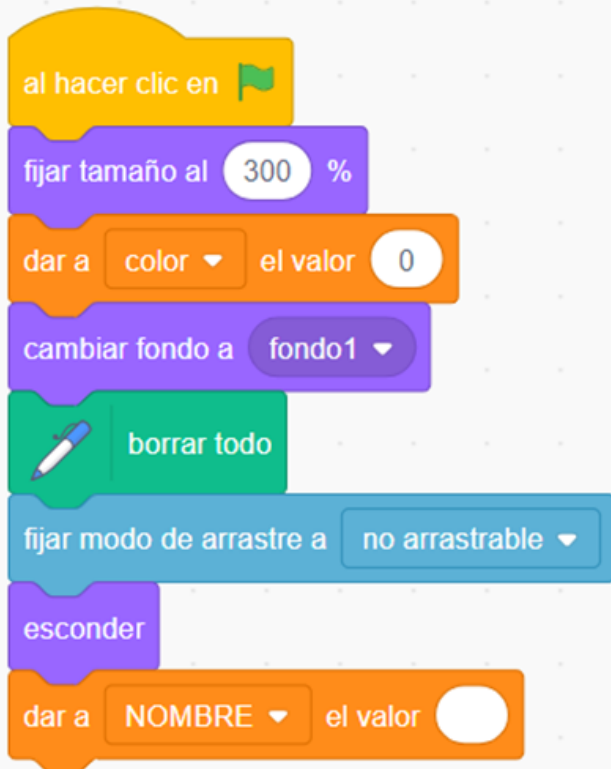 al hacer clic en
fijar tamaño al 300 %
dar a color el valor 0
cambiar fondo a fondo1
borrar todo
fijar modo de arrastre a no arrastrable
esconder
dar a NOMBRE el valor